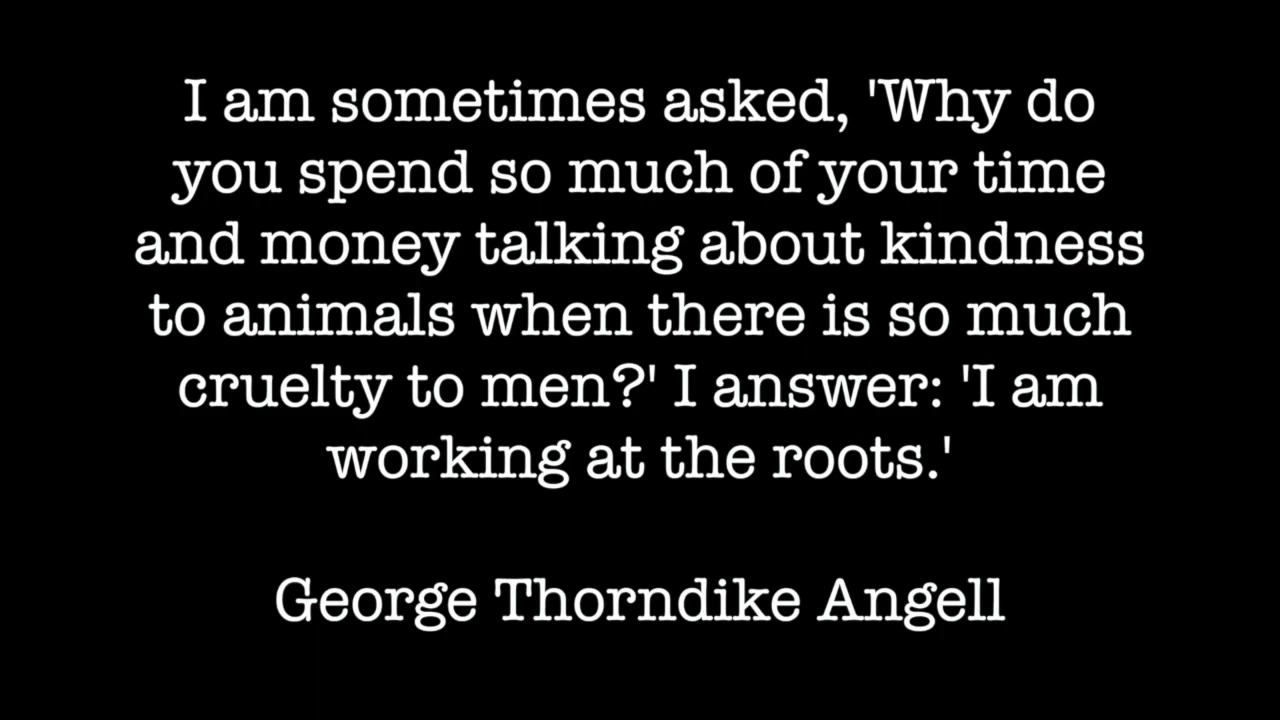 I am sometimes asked, 'Why do
you spend so much of your time
and money talking about kindness
to animals when there is so much
cruelty to men?' I answer: 'I am
working at the roots.'
George Thorndike Angell